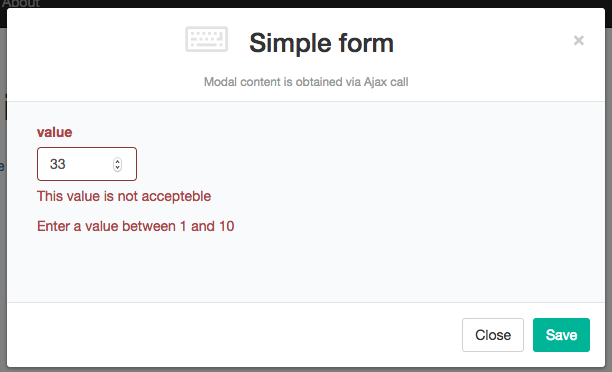 About
Simple form
×
Modal content is obtained via Ajax call
value
33
This value is not accepteble
Enter a value between 1 and 10
Close
Save